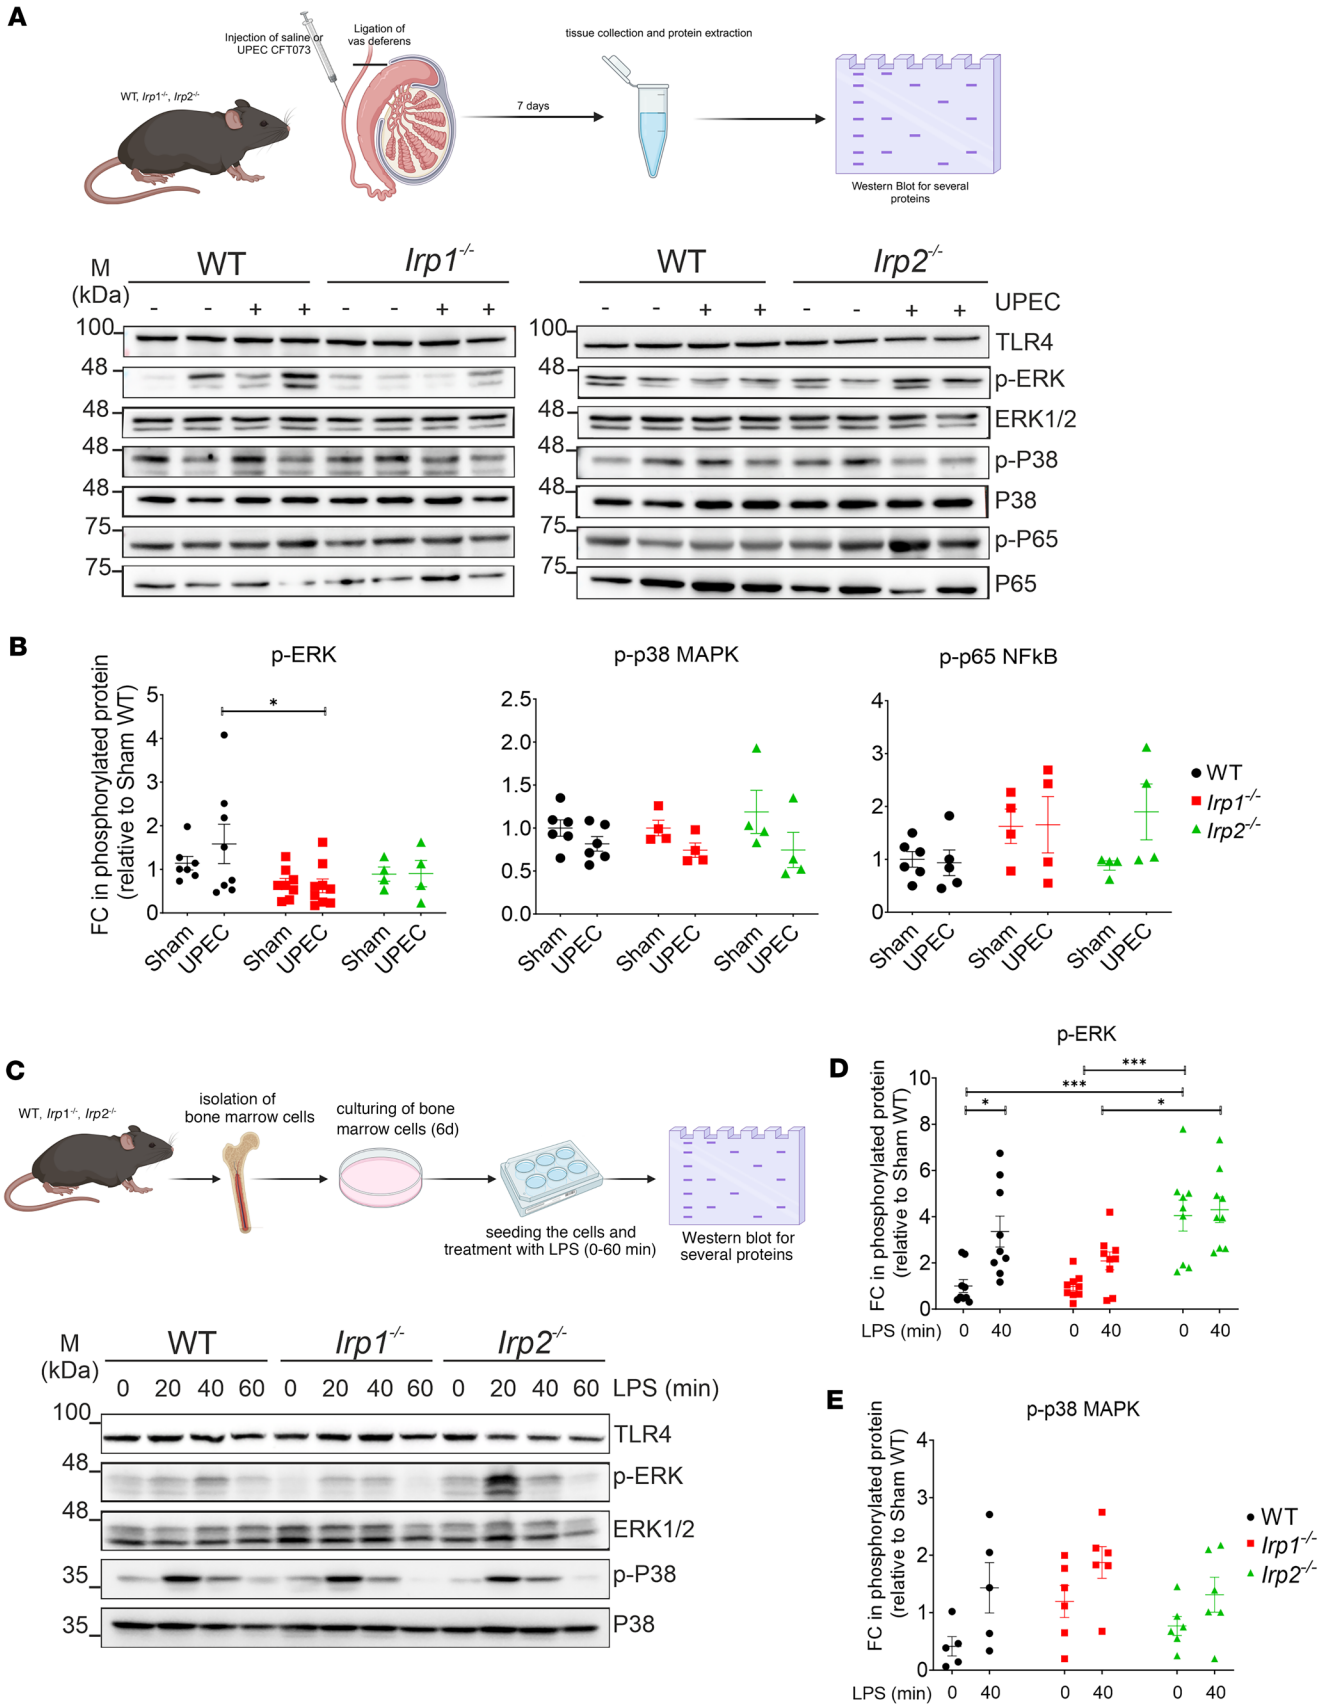 A
Injection of saline or
UPEC CFT073
Ligation of
vas deferens
tissue collection and protein extraction
WT, Irp1-/-, Irp2-/-
7 days
Western Blot for several
proteins
M
(kDa)
WT
Irp1-/-
WT
Irp2-/-
- - + + - - + +
- - + + - - + +
UPEC
100
100
TLR4
48
48
p-ERK
48
48
ERK1/2
48
48
p-P38
48
48
P38
75
75
p-P65
75
75
P65
B
p-ERK
p-p38 MAPK
p-p65 NFkB
FC in phosphorylated protein
(relative to Sham WT)
5
4
3
2
1
0
*
Sham UPEC Sham UPEC Sham UPEC
2.5
2.0
1.5
1.0
0.5
0.0
Sham UPEC Sham UPEC Sham UPEC
4
3
2
1
0
Sham UPEC Sham UPEC Sham UPEC
WT
Irp1-/-
Irp2-/-
C
WT, Irp1-/-, Irp2-/-
isolation of
bone marrow cells
culturing of bone
marrow cells (6d)
seeding the cells and
treatment with LPS (0-60 min)
Western blot for
several proteins
M
(kDa)
WT
Irp1-/-
Irp2-/-
0 20 40 60 0 20 40 60 0 20 40 60 LPS (min)
100
TLR4
48
p-ERK
48
ERK1/2
35
p-P38
35
P38
D
p-ERK
FC in phosphorylated protein
(relative to Sham WT)
10
8
6
4
2
0
***
***
*
*
LPS (min) 0 40 0 40 0 40
E
p-p38 MAPK
FC in phosphorylated protein
(relative to Sham WT)
4
3
2
1
0
LPS (min) 0 40 0 40 0 40
WT
Irp1-/-
Irp2-/-